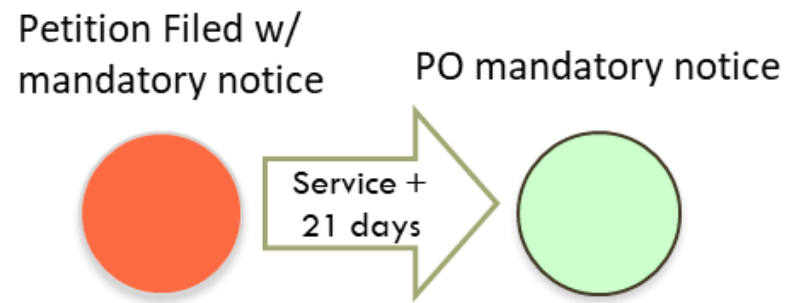 Petition Filed w/
mandatory notice
PO mandatory notice
Service +
21 days